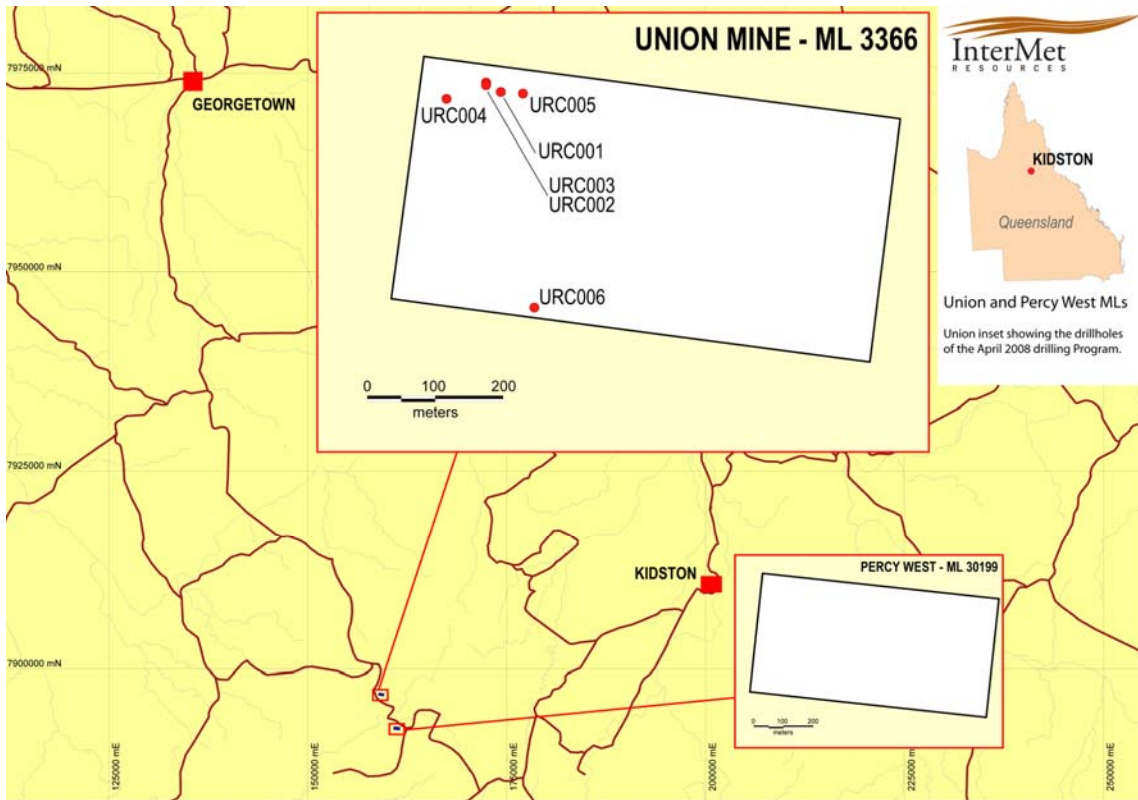 UNION MINE - ML 3366
InterMet
RESOURCES
7975000 mN
GEORGETOWN
URC004
URC005
URC001
URC003
URC002
KIDSTON
Queensland
7950000 mN
URC006
Union and Percy West MLs
Union inset showing the drillholes
of the April 2008 drilling Program.
0 100 200
meters
7925000 mN
KIDSTON
PERCY WEST - ML 30199
7900000 mN
0 100 200
meters
125000 mE
150000 mE
175000 mE
200000 mE
225000 mE
250000 mE